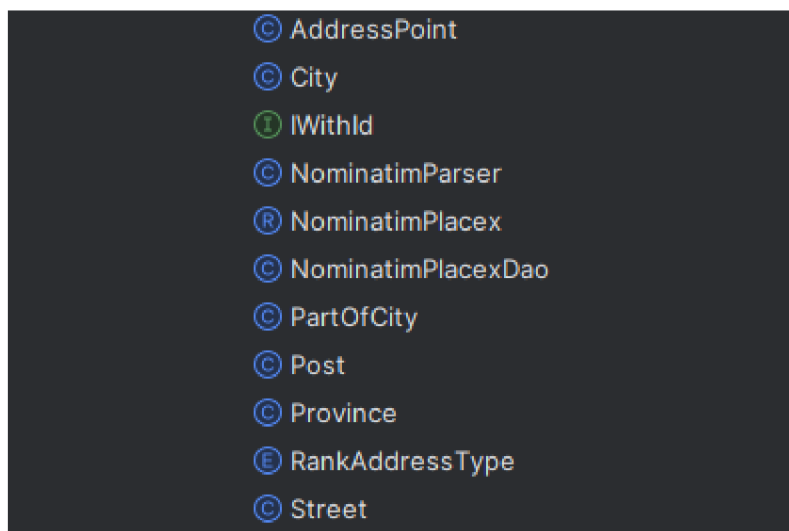 C AddressPoint
C City
I IWithId
C NominatimParser
R NominatimPlacex
C NominatimPlacexDao
C PartOfCity
C Post
C Province
E RankAddressType
C Street